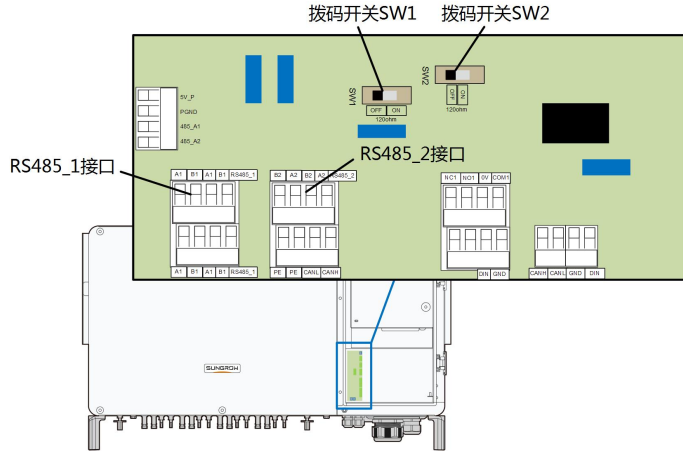 拨码开关SW1
拨码开关SW2
SW2
5V_P
PGND
485_A1
485_A2
SW1
OFF ON
120ohm
OFF ON
120ohm
RS485_1接口
RS485_2接口
A1 B1 A1 B1 RS485_1
B2 A2 B2 A2 RS485_2
NC1 NO1 0V COM1
A1 B1 A1 B1 RS485_1
PE PE CANL CANH
DIN GND
CANH CANL GND DIN
SUNGROW